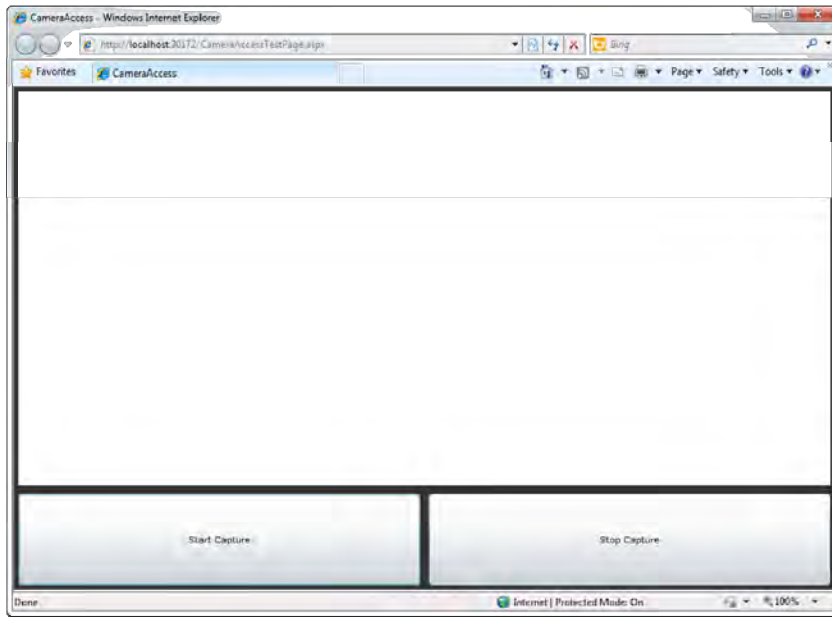 CameraAccess - Windows Internet Explorer
http://localhost:30172/CameraAccessTestPage.aspx
Bing
Favorites CameraAccess Page Safety Tools
Start Capture Stop Capture
Done Internet | Protected Mode: On 100%